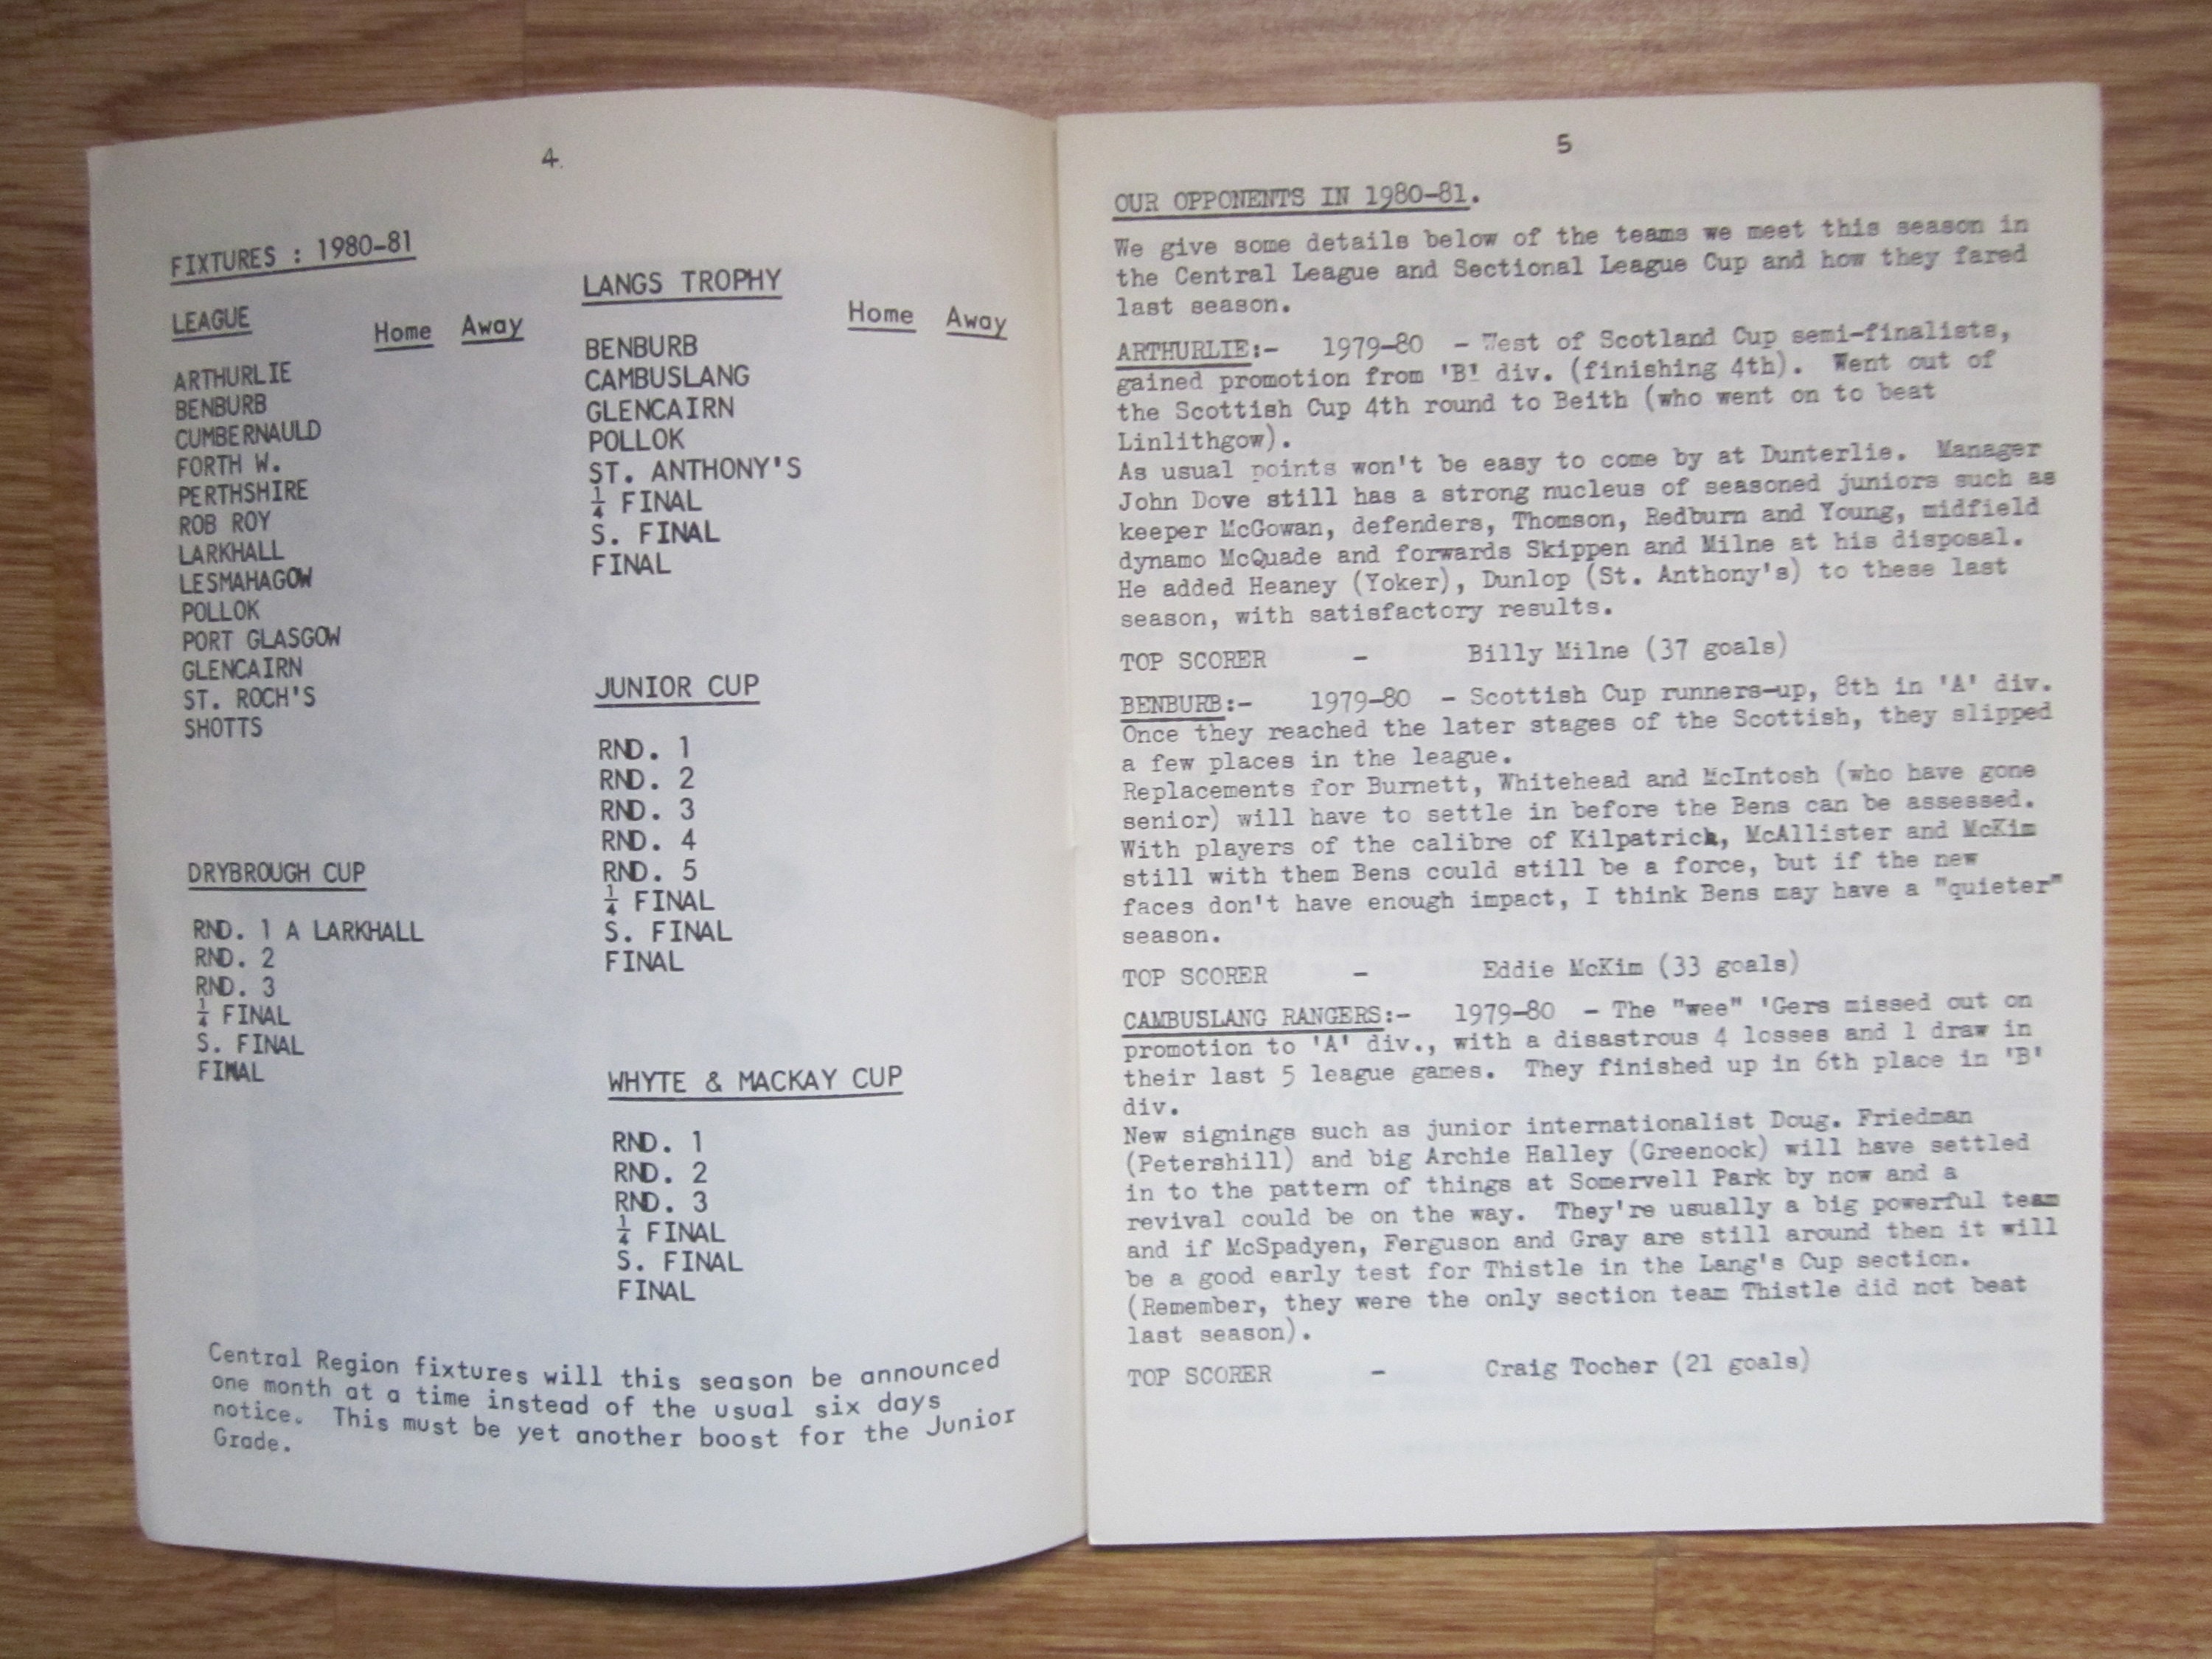 4.
FIXTURES : 1980-81
LEAGUE
Home Away
ARTHURLIE
BENBURB
CUMBERNAULD
FORTH W.
PERTHSHIRE
ROB ROY
LARKHALL
LESMAHAGOW
POLLOK
PORT GLASGOW
GLENCAIRN
ST. ROCH'S
SHOTTS
DRYBROUGH CUP
RND. 1 A LARKHALL
RND. 2
RND. 3
¼ FINAL
S. FINAL
FINAL
LANGS TROPHY
Home Away
BENBURB
CAMBUSLANG
GLENCAIRN
POLLOK
ST. ANTHONY'S
¼ FINAL
S. FINAL
FINAL
JUNIOR CUP
RND. 1
RND. 2
RND. 3
RND. 4
RND. 5
¼ FINAL
S. FINAL
FINAL
WHYTE & MACKAY CUP
RND. 1
RND. 2
RND. 3
¼ FINAL
S. FINAL
FINAL
Central Region fixtures will this season be announced
one month at a time instead of the usual six days
notice. This must be yet another boost for the Junior
Grade.
5
OUR OPPONENTS IN 1980-81.
We give some details below of the teams we meet this season in
the Central League and Sectional League Cup and how they fared
last season.
ARTHURLIE:- 1979-80 - West of Scotland Cup semi-finalists,
gained promotion from 'B' div. (finishing 4th). Went out of
the Scottish Cup 4th round to Beith (who went on to beat
Linlithgow).
As usual points won't be easy to come by at Dunterlie. Manager
John Dove still has a strong nucleus of seasoned juniors such as
keeper McGowan, defenders, Thomson, Redburn and Young, midfield
dynamo McQuade and forwards Skippen and Milne at his disposal.
He added Heaney (Yoker), Dunlop (St. Anthony's) to these last
season, with satisfactory results.
TOP SCORER - Billy Milne (37 goals)
BENBURB:- 1979-80 - Scottish Cup runners-up, 8th in 'A' div.
Once they reached the later stages of the Scottish, they slipped
a few places in the league.
Replacements for Burnett, Whitehead and McIntosh (who have gone
senior) will have to settle in before the Bens can be assessed.
With players of the calibre of Kilpatrick, McAllister and McKim
still with them Bens could still be a force, but if the new
faces don't have enough impact, I think Bens may have a "quieter"
season.
TOP SCORER - Eddie McKim (33 goals)
CAMBUSLANG RANGERS:- 1979-80 - The "wee" 'Gers missed out on
promotion to 'A' div., with a disastrous 4 losses and 1 draw in
their last 5 league games. They finished up in 6th place in 'B'
div.
New signings such as junior internationalist Doug. Friedman
(Petershill) and big Archie Halley (Greenock) will have settled
in to the pattern of things at Somervell Park by now and a
revival could be on the way. They're usually a big powerful team
and if McSpadyen, Ferguson and Gray are still around then it will
be a good early test for Thistle in the Lang's Cup section.
(Remember, they were the only section team Thistle did not beat
last season).
TOP SCORER - Craig Tocher (21 goals)